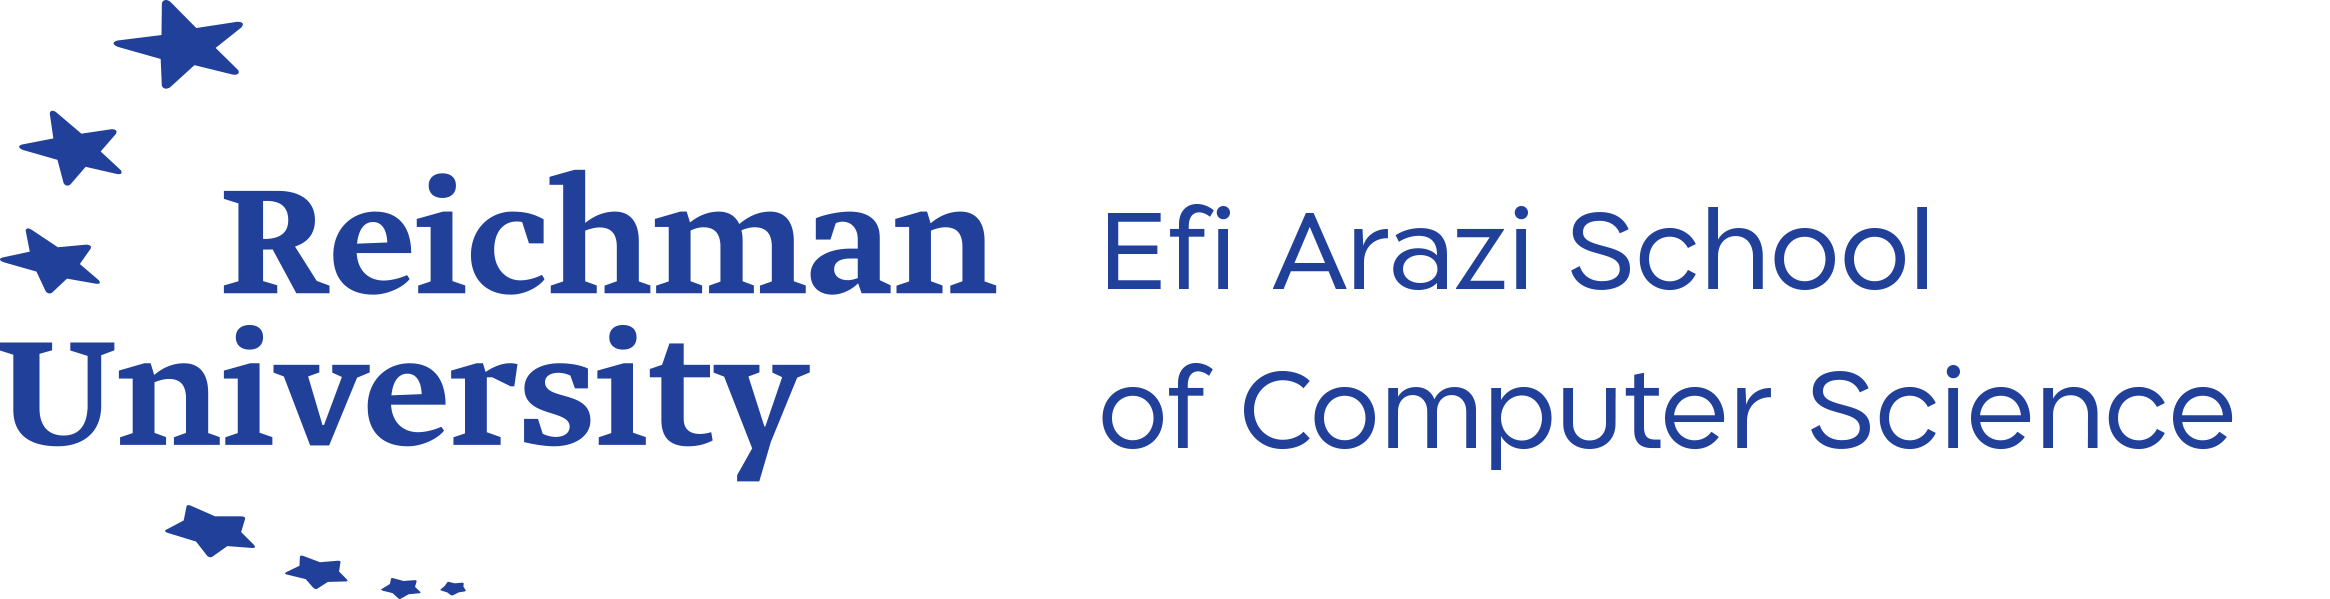 Reichman
University
Efi Arazi School
of Computer Science